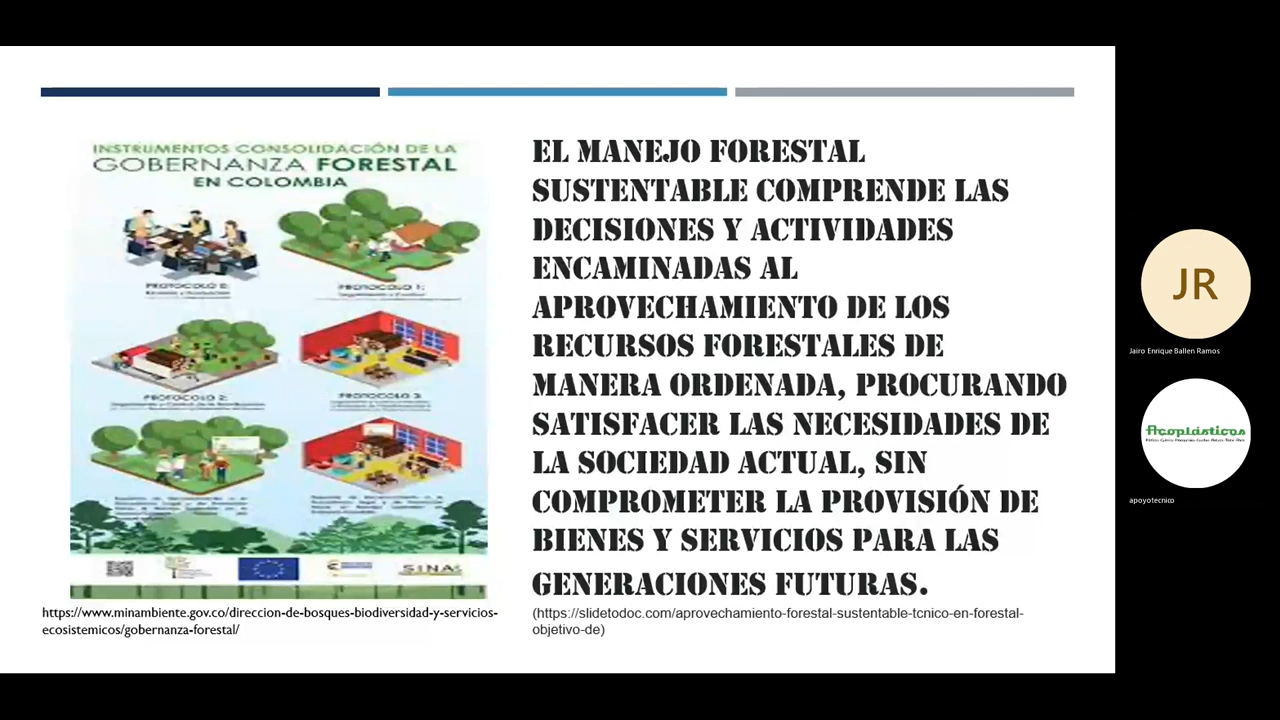 INSTRUMENTOS CONSOLIDACIÓN DE LA
GOBERNANZA FORESTAL
EN COLOMBIA
PROTOCOLO 0:
PROTOCOLO 1:
PROTOCOLO 2:
PROTOCOLO 3:
SINA
https://www.minambiente.gov.co/direccion-de-bosques-biodiversidad-y-servicios-
ecosistemicos/gobernanza-forestal/
EL MANEJO FORESTAL
SUSTENTABLE COMPRENDE LAS
DECISIONES Y ACTIVIDADES
ENCAMINADAS AL
APROVECHAMIENTO DE LOS
RECURSOS FORESTALES DE
MANERA ORDENADA, PROCURANDO
SATISFACER LAS NECESIDADES DE
LA SOCIEDAD ACTUAL, SIN
COMPROMETER LA PROVISIÓN DE
BIENES Y SERVICIOS PARA LAS
GENERACIONES FUTURAS.
(https://slidetodoc.com/aprovechamiento-forestal-sustentable-tcnico-en-forestal-
objetivo-de)
JR
Jairo Enrique Ballen Ramos
Acoplásticos
apoyotecnico